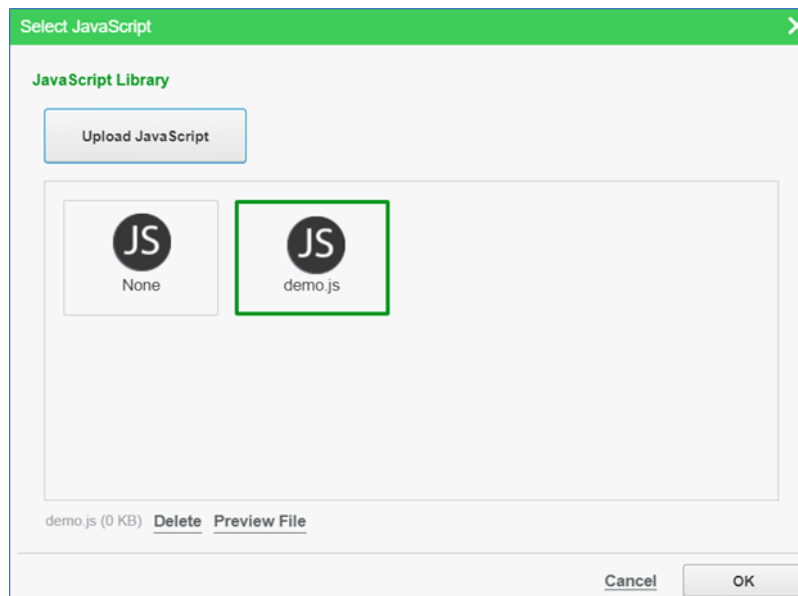 Select JavaScript
JavaScript Library
Upload JavaScript
JS JS
None demo.js
demo.js (0 KB) Delete Preview File
Cancel OK